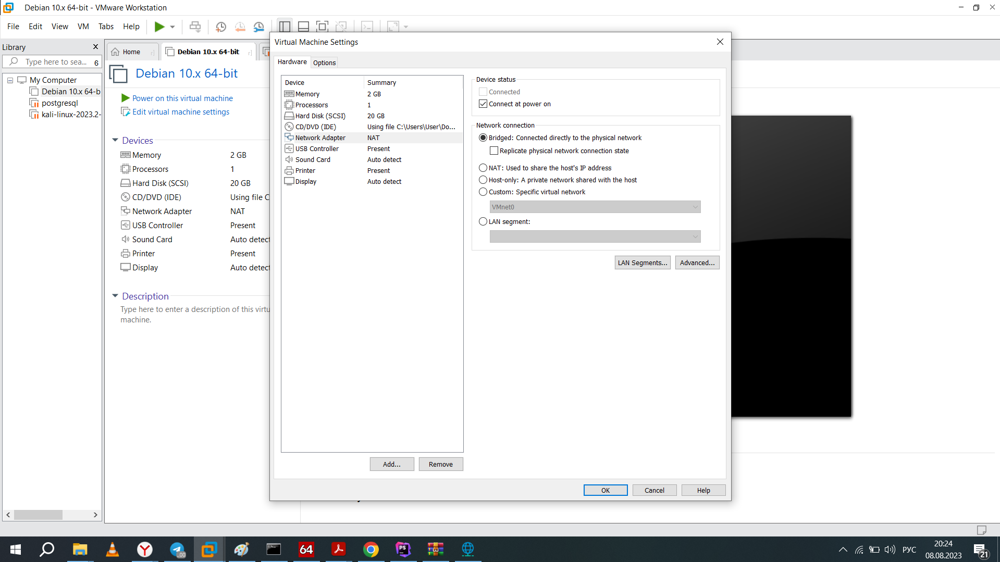 Debian 10.x 64-bit - VMware Workstation
File Edit View VM Tabs Help
Library
Type here to sea... 6
My Computer
Debian 10.x 64-b
postgresql
kali-linux-2023.2-
Home
Debian 10.x 64-bit
Debian 10.x 64-bit
Power on this virtual machine
Edit virtual machine settings
Devices
Memory 2 GB
Processors 1
Hard Disk (SCSI) 20 GB
CD/DVD (IDE) Using file C
Network Adapter NAT
USB Controller Present
Sound Card Auto detect
Printer Present
Display Auto detect
Description
Type here to enter a description of this virtu
machine.
Virtual Machine Settings
Hardware Options
Device Summary
Memory 2 GB
Processors 1
Hard Disk (SCSI) 20 GB
CD/DVD (IDE) Using file C:\Users\User\Do...
Network Adapter NAT
USB Controller Present
Sound Card Auto detect
Printer Present
Display Auto detect
Add... Remove
Device status
Connected
Connect at power on
Network connection
Bridged: Connected directly to the physical network
Replicate physical network connection state
NAT: Used to share the host's IP address
Host-only: A private network shared with the host
Custom: Specific virtual network
VMnet0
LAN segment:
LAN Segments... Advanced...
OK Cancel Help
.00
64
PS
РУС
20:24
08.08.2023
21